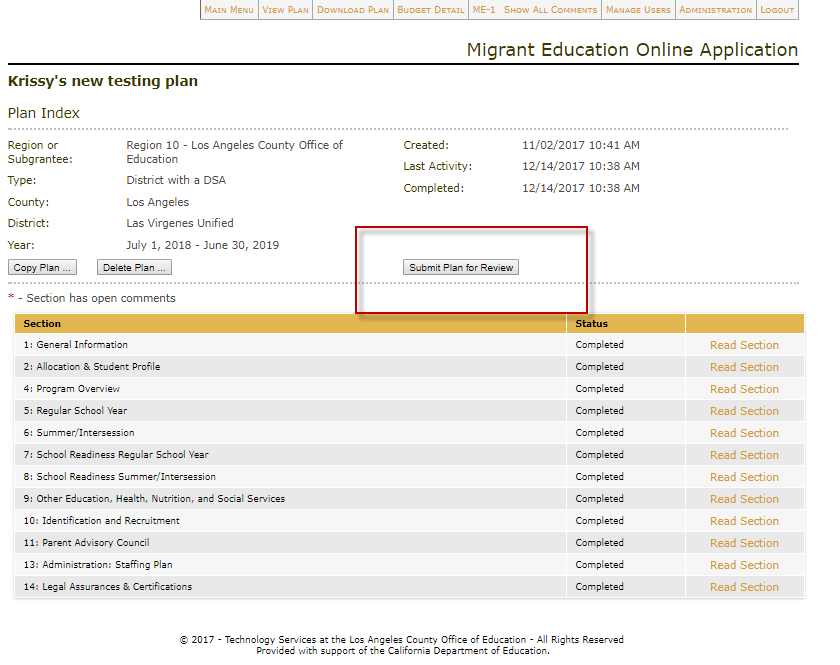 Main Menu View Plan Download Plan Budget Detail ME-1 Show All Comments Manage Users Administration Logout
Migrant Education Online Application
Krissy's new testing plan
Plan Index
Region or Subgrantee: Region 10 - Los Angeles County Office of Education
Type: District with a DSA
County: Los Angeles
District: Las Virgenes Unified
Year: July 1, 2018 - June 30, 2019
Created: 11/02/2017 10:41 AM
Last Activity: 12/14/2017 10:38 AM
Completed: 12/14/2017 10:38 AM
Copy Plan ... Delete Plan ... Submit Plan for Review
* - Section has open comments
Section Status
1: General Information Completed Read Section
2: Allocation & Student Profile Completed Read Section
4: Program Overview Completed Read Section
5: Regular School Year Completed Read Section
6: Summer/Intersession Completed Read Section
7: School Readiness Regular School Year Completed Read Section
8: School Readiness Summer/Intersession Completed Read Section
9: Other Education, Health, Nutrition, and Social Services Completed Read Section
10: Identification and Recruitment Completed Read Section
11: Parent Advisory Council Completed Read Section
13: Administration: Staffing Plan Completed Read Section
14: Legal Assurances & Certifications Completed Read Section
© 2017 - Technology Services at the Los Angeles County Office of Education - All Rights Reserved
Provided with support of the California Department of Education.